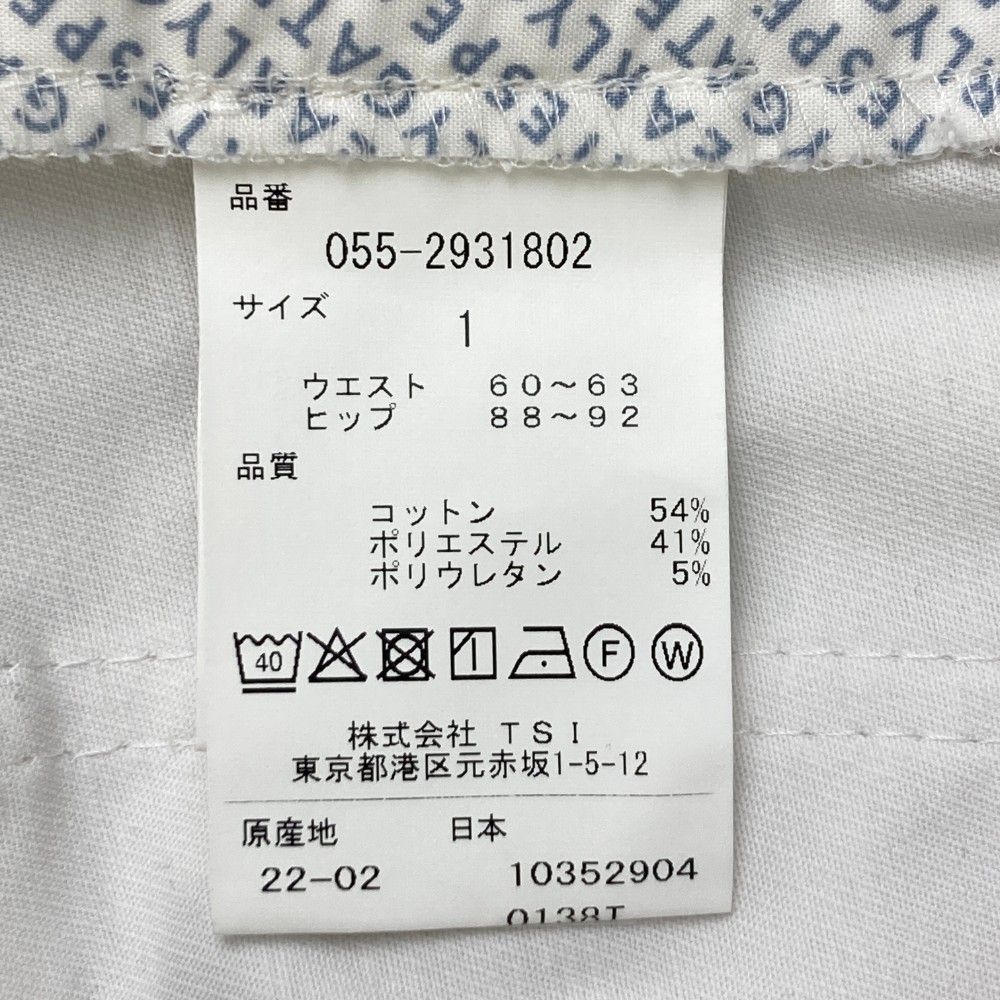 品番
055-2931802
サイズ
1
ウエスト 60〜63
ヒップ 88〜92
品質
コットン 54%
ポリエステル 41%
ポリウレタン 5%
40 F W
株式会社 TSI
東京都港区元赤坂1-5-12
原産地 日本
22-02 10352904
0138T